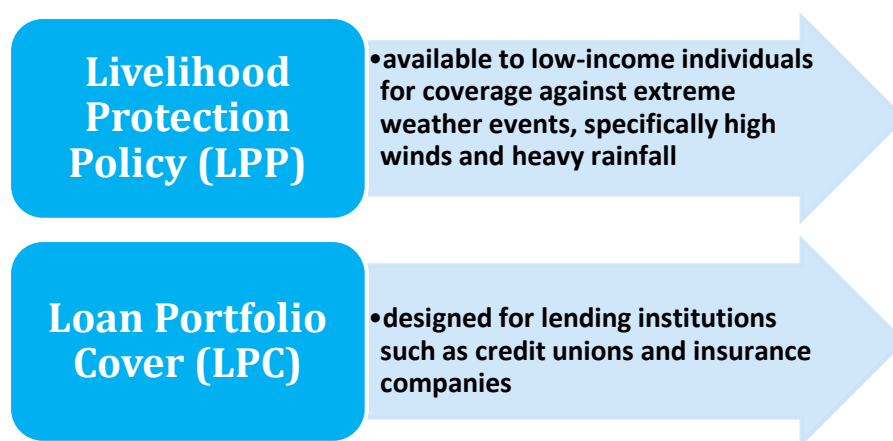 Livelihood
Protection
Policy (LPP)
•available to low-income individuals
for coverage against extreme
weather events, specifically high
winds and heavy rainfall
Loan Portfolio
Cover (LPC)
•designed for lending institutions
such as credit unions and insurance
companies